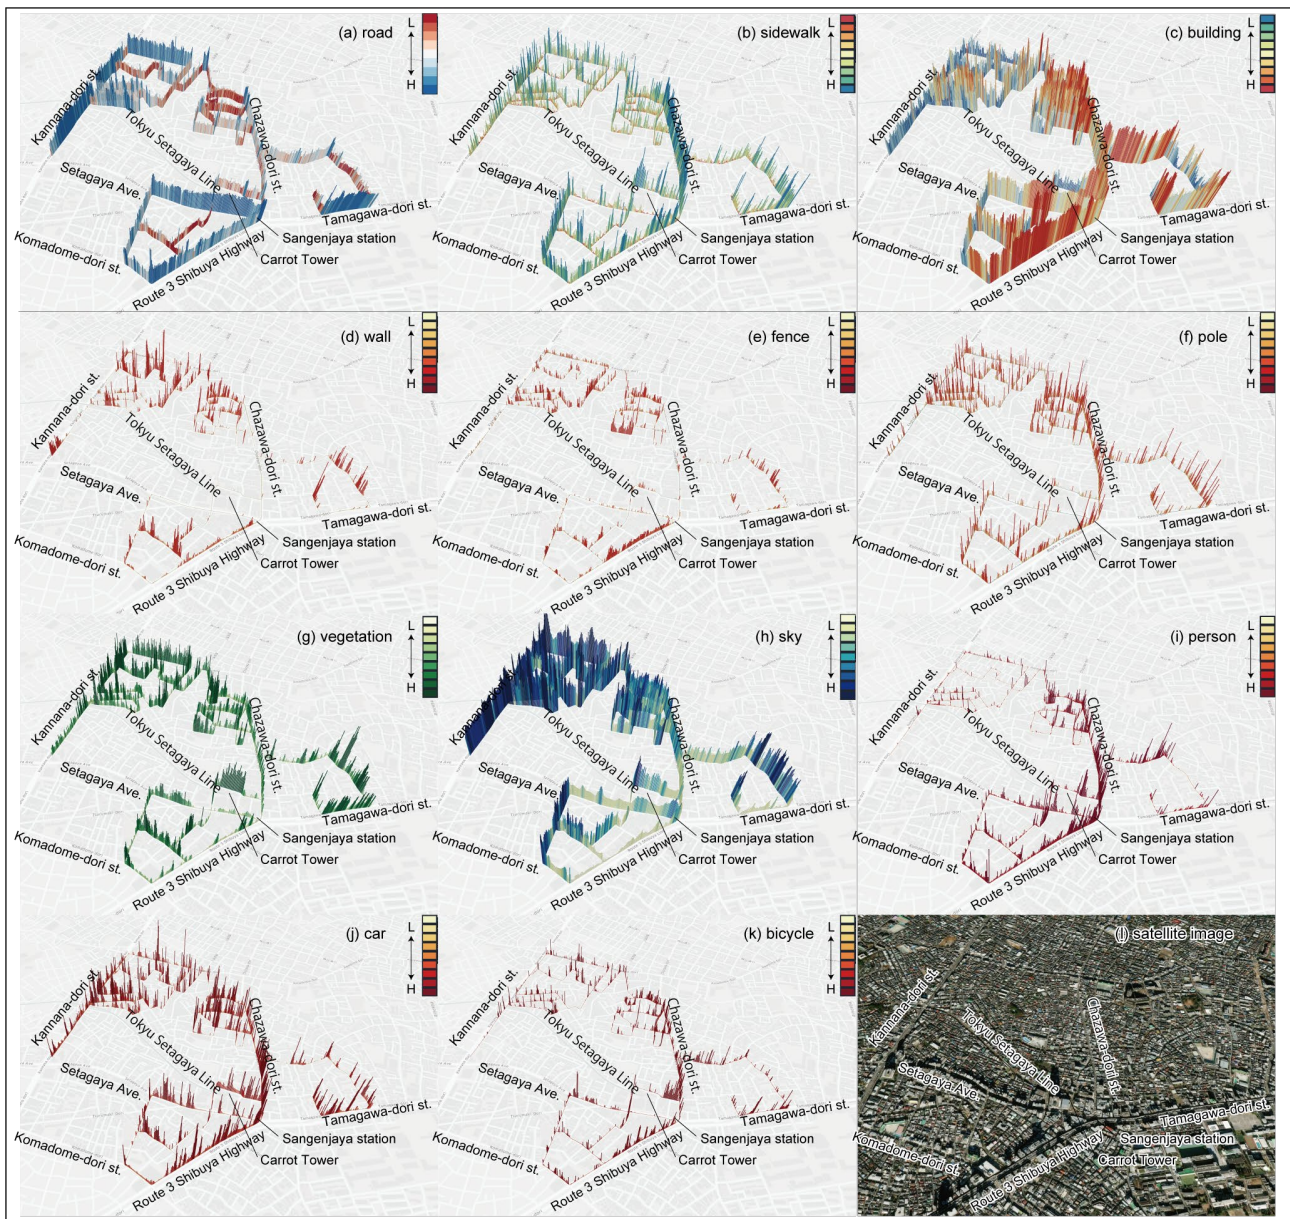 (a) road
L
H
Kannana-dori st.
Tokyu Setagaya Line
Chazawa-dori st.
Setagaya Ave.
Komadome-dori st.
Route 3 Shibuya Highway
Tamagawa-dori st.
Sangenjaya station
Carrot Tower
(b) sidewalk
L
H
Kannana-dori st.
Tokyu Setagaya Line
Chazawa-dori st.
Setagaya Ave.
Komadome-dori st.
Route 3 Shibuya Highway
Tamagawa-dori st.
Sangenjaya station
Carrot Tower
(c) building
L
H
Kannana-dori st.
Tokyu Setagaya Line
Chazawa-dori st.
Setagaya Ave.
Komadome-dori st.
Route 3 Shibuya Highway
Tamagawa-dori st.
Sangenjaya station
Carrot Tower
(d) wall
L
H
Kannana-dori st.
Tokyu Setagaya Line
Chazawa-dori st.
Setagaya Ave.
Komadome-dori st.
Route 3 Shibuya Highway
Tamagawa-dori st.
Sangenjaya station
Carrot Tower
(e) fence
L
H
Kannana-dori st.
Tokyu Setagaya Line
Chazawa-dori st.
Setagaya Ave.
Komadome-dori st.
Route 3 Shibuya Highway
Tamagawa-dori st.
Sangenjaya station
Carrot Tower
(f) pole
L
H
Kannana-dori st.
Tokyu Setagaya Line
Chazawa-dori st.
Setagaya Ave.
Komadome-dori st.
Route 3 Shibuya Highway
Tamagawa-dori st.
Sangenjaya station
Carrot Tower
(g) vegetation
L
H
Kannana-dori st.
Tokyu Setagaya Line
Chazawa-dori st.
Setagaya Ave.
Komadome-dori st.
Route 3 Shibuya Highway
Tamagawa-dori st.
Sangenjaya station
Carrot Tower
(h) sky
L
H
Kannana-dori st.
Tokyu Setagaya Line
Chazawa-dori st.
Setagaya Ave.
Komadome-dori st.
Route 3 Shibuya Highway
Tamagawa-dori st.
Sangenjaya station
Carrot Tower
(i) person
L
H
Kannana-dori st.
Tokyu Setagaya Line
Chazawa-dori st.
Setagaya Ave.
Komadome-dori st.
Route 3 Shibuya Highway
Tamagawa-dori st.
Sangenjaya station
Carrot Tower
(j) car
L
H
Kannana-dori st.
Tokyu Setagaya Line
Chazawa-dori st.
Setagaya Ave.
Komadome-dori st.
Route 3 Shibuya Highway
Tamagawa-dori st.
Sangenjaya station
Carrot Tower
(k) bicycle
L
H
Kannana-dori st.
Tokyu Setagaya Line
Chazawa-dori st.
Setagaya Ave.
Komadome-dori st.
Route 3 Shibuya Highway
Tamagawa-dori st.
Sangenjaya station
Carrot Tower
(l) satellite image
Kannana-dori st.
Tokyu Setagaya Line
Chazawa-dori st.
Setagaya Ave.
Komadome-dori st.
Route 3 Shibuya Highway
Tamagawa-dori st.
Sangenjaya station
Carrot Tower